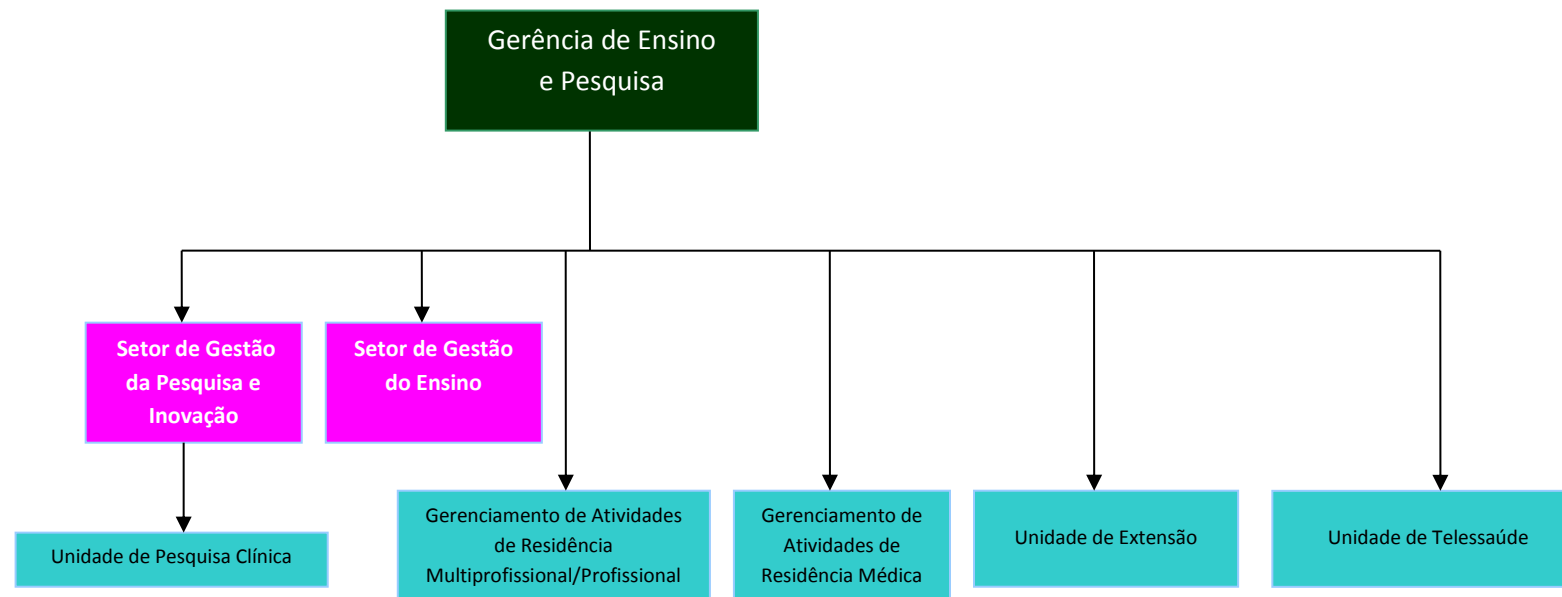 Gerência de Ensino
e Pesquisa
Setor de Gestão
da Pesquisa e
Inovação
Setor de Gestão
do Ensino
Unidade de Pesquisa Clínica
Gerenciamento de Atividades
de Residência
Multiprofissional/Profissional
Gerenciamento de
Atividades de
Residência Médica
Unidade de Extensão
Unidade de Telessaúde